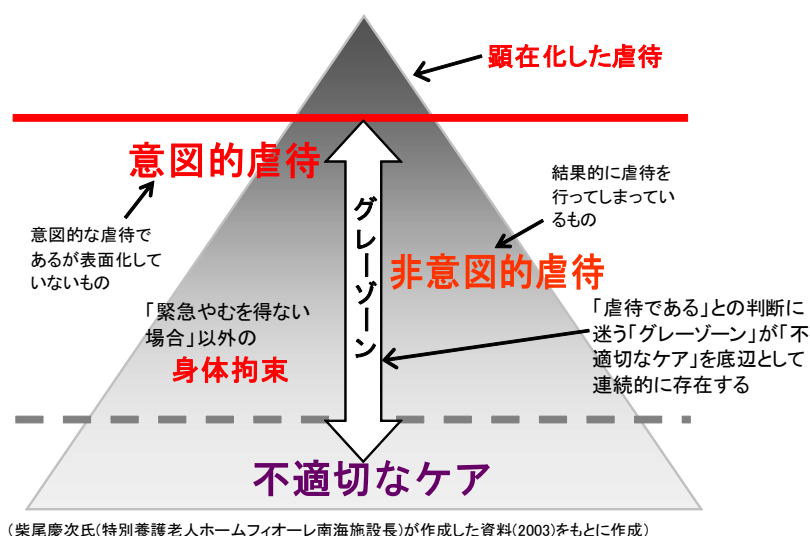 顕在化した虐待
意図的虐待
結果的に虐待を
行ってしまってい
るもの
意図的な虐待で
あるが表面化して
いないもの
グレーゾーン
非意図的虐待
「緊急やむを得ない
場合」以外の
身体拘束
「虐待である」との判断に
迷う「グレーゾーン」が「不
適切なケア」を底辺として
連続的に存在する
不適切なケア
(柴尾慶次氏(特別養護老人ホームフィオーレ南海施設長)が作成した資料(2003)をもとに作成)